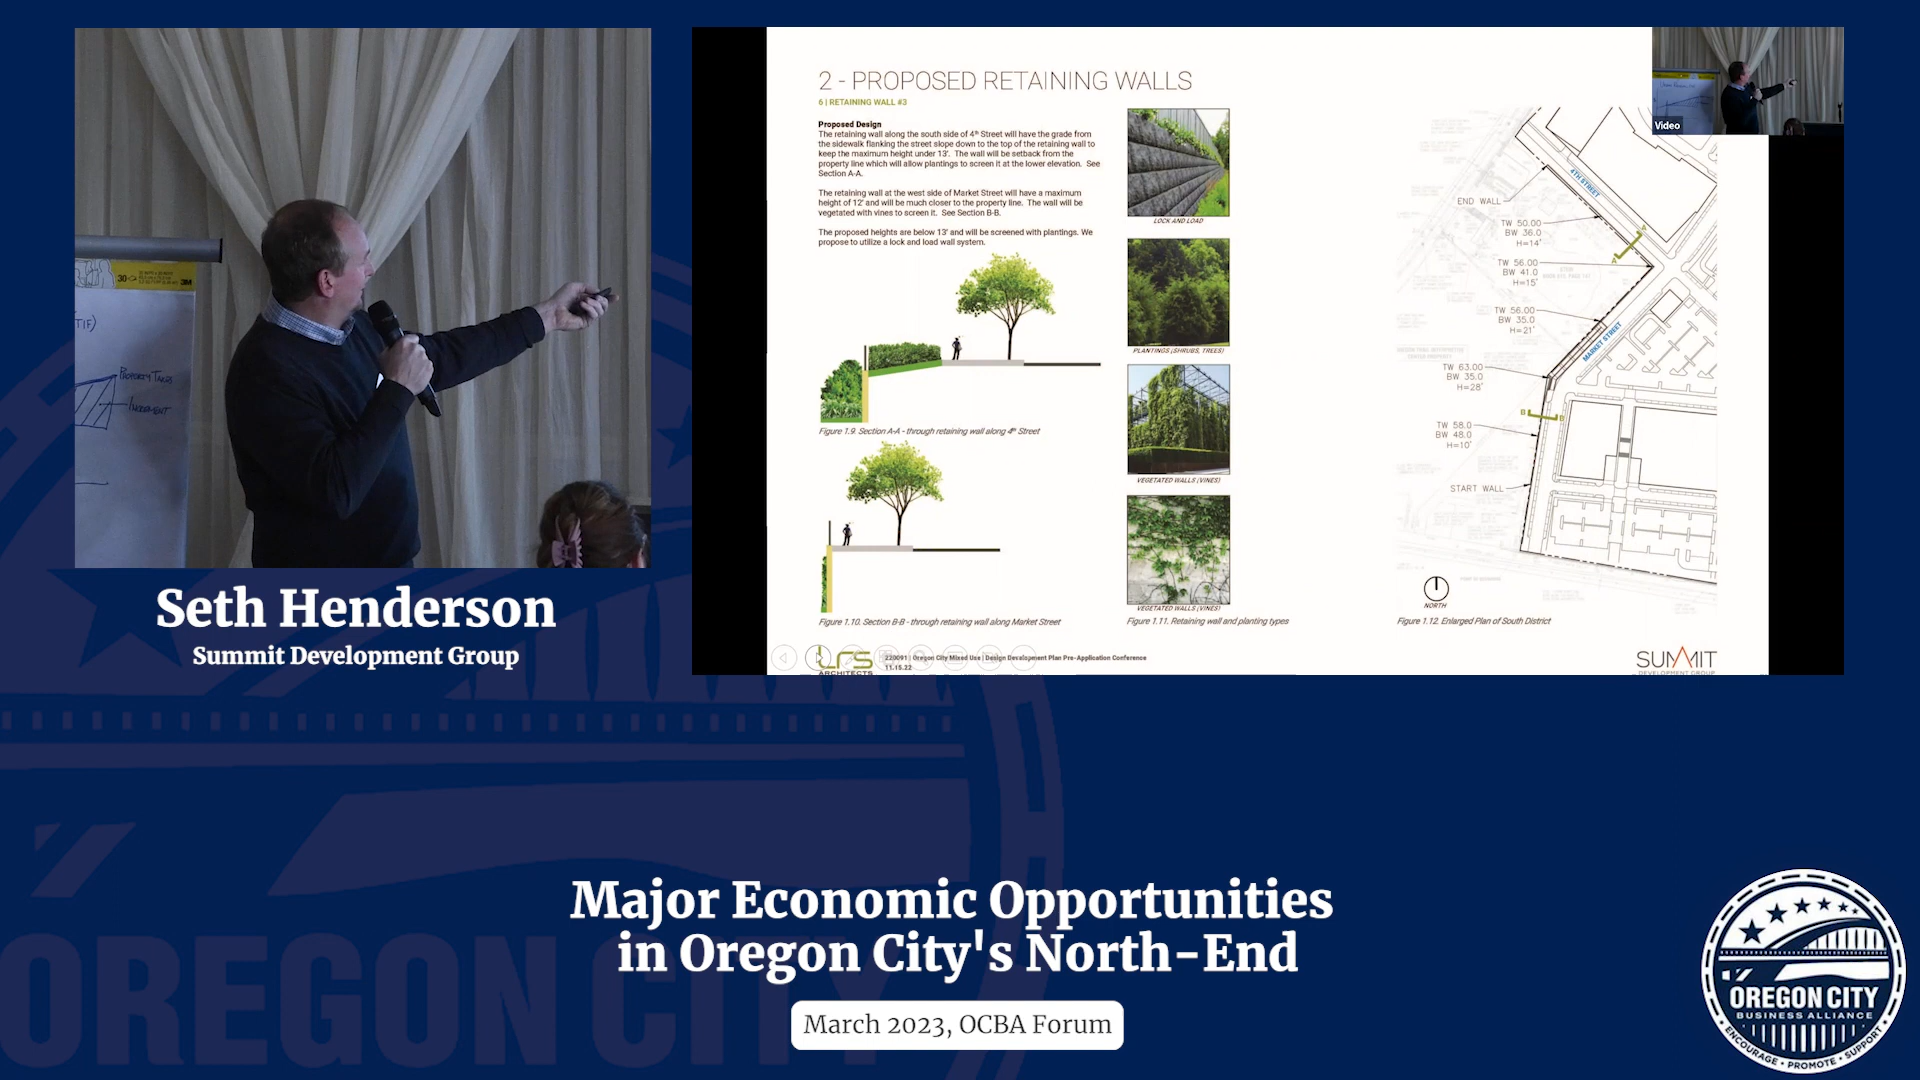 30
3M
TIF)
PROPERTY TAXES
INCREMENT
Seth Henderson
Summit Development Group
2 - PROPOSED RETAINING WALLS
6 | RETAINING WALL #3
Proposed Design
The retaining wall along the south side of 4th Street will have the grade from
the sidewalk flanking the street slope down to the top of the retaining wall to
keep the maximum height under 13'. The wall will be setback from the
property line which will allow plantings to screen it at the lower elevation. See
Section A-A.
The retaining wall at the west side of Market Street will have a maximum
height of 12' and will be much closer to the property line. The wall will be
vegetated with vines to screen it. See Section B-B.
The proposed heights are below 13' and will be screened with plantings. We
propose to utilize a lock and load wall system.
Figure 1.9. Section A-A - through retaining wall along 4th Street
Figure 1.10. Section B-B - through retaining wall along Market Street
LOCK AND LOAD
PLANTINGS (SHRUBS, TREES)
VEGETATED WALLS (VINES)
VEGETATED WALLS (VINES)
Figure 1.11. Retaining wall and planting types
Video
4TH STREET
END WALL
TW 50.00
BW 36.0
H=14'
A
A
TW 56.00
BW 41.0
H=15'
TW 56.00
BW 35.0
H=21'
MARKET STREET
TW 63.00
BW 35.0
H=28'
B
B
TW 58.0
BW 48.0
H=10'
START WALL
NORTH
Figure 1.12. Enlarged Plan of South District
LRS
ARCHITECTS
220091 | Oregon City Mixed Use | Design Development Plan Pre-Application Conference
11.15.22
SUMMIT
DEVELOPMENT GROUP
Major Economic Opportunities
in Oregon City's North-End
March 2023, OCBA Forum
OREGON CITY
OREGON CITY
BUSINESS ALLIANCE
ENCOURAGE • PROMOTE • SUPPORT